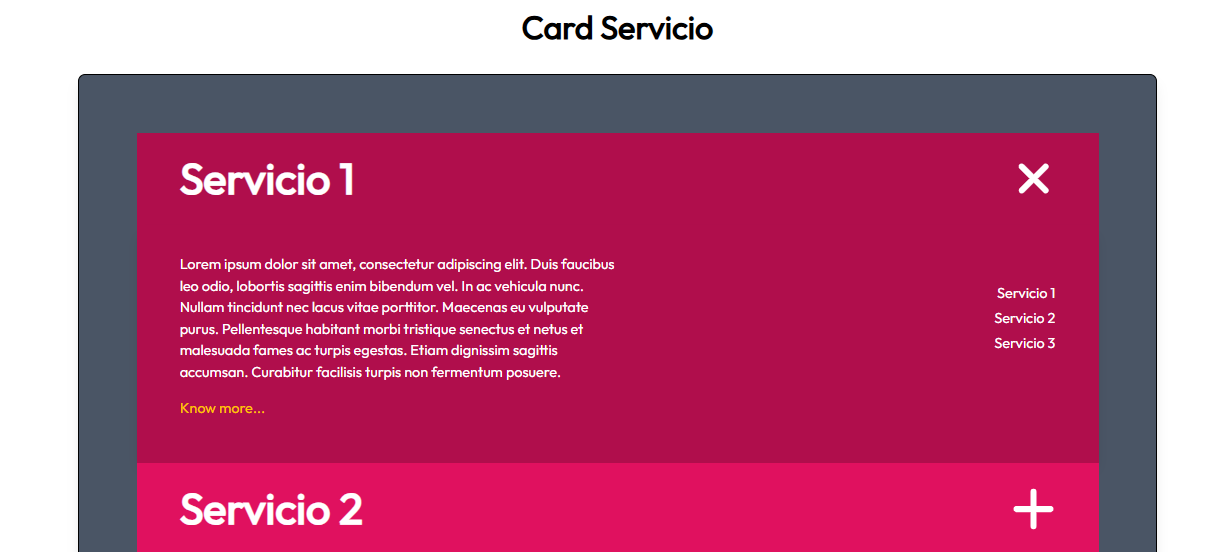 Card Servicio
Servicio 1
Lorem ipsum dolor sit amet, consectetur adipiscing elit. Duis faucibus
leo odio, lobortis sagittis enim bibendum vel. In ac vehicula nunc.
Nullam tincidunt nec lacus vitae porttitor. Maecenas eu vulputate
purus. Pellentesque habitant morbi tristique senectus et netus et
malesuada fames ac turpis egestas. Etiam dignissim sagittis
accumsan. Curabitur facilisis turpis non fermentum posuere.
Know more...
Servicio 1
Servicio 2
Servicio 3
Servicio 2